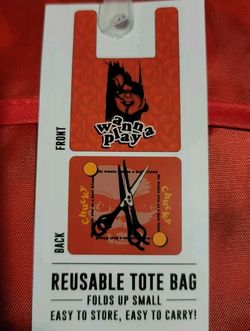 FRONT
wanna
play
BACK
Chucky
Chucky
REUSABLE TOTE BAG
FOLDS UP SMALL
EASY TO STORE, EASY TO CARRY!